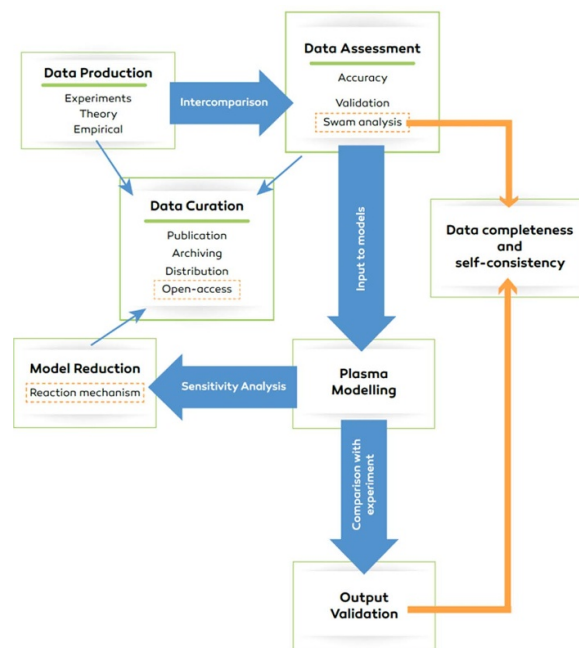 Data Production
Experiments
Theory
Empirical
Intercomparison
Data Assessment
Accuracy
Validation
Swam analysis
Data Curation
Publication
Archiving
Distribution
Open-access
Input to models
Data completeness
and
self-consistency
Model Reduction
Reaction mechanism
Sensitivity Analysis
Plasma
Modelling
Comparison with
experiment
Output
Validation